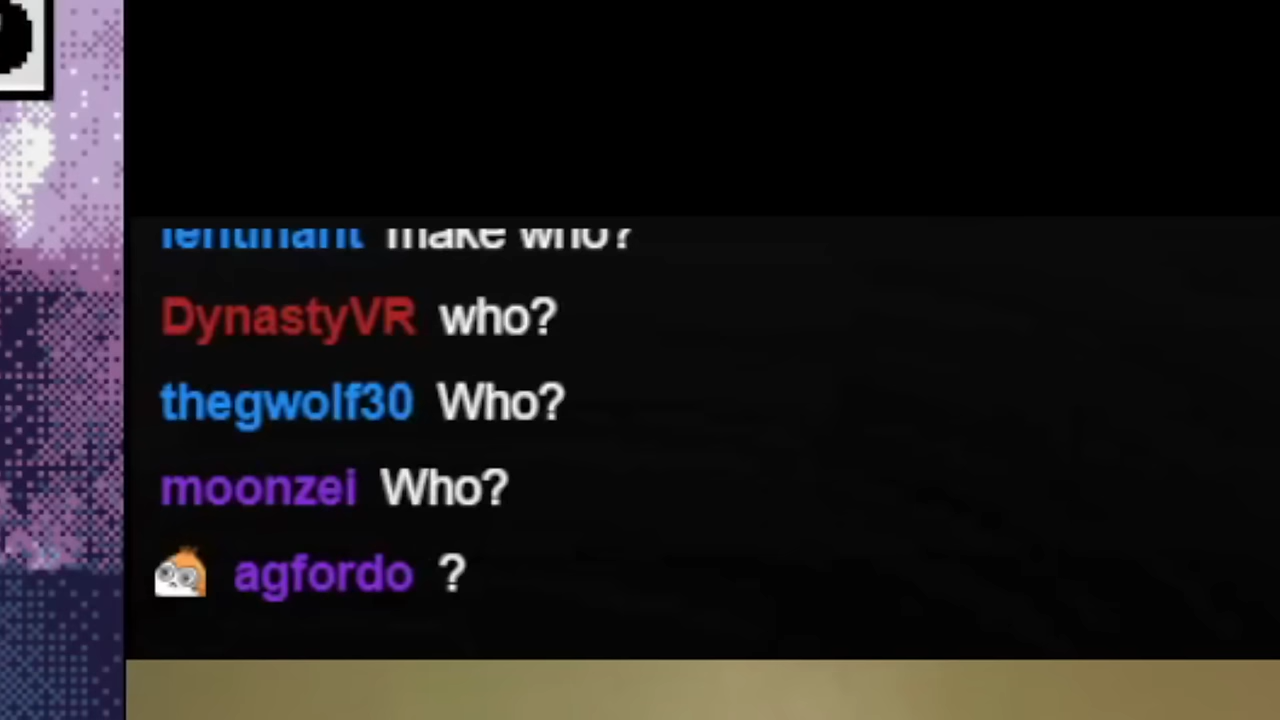 make who?
DynastyVR who?
thegwolf30 Who?
moonzei Who?
agfordo ?